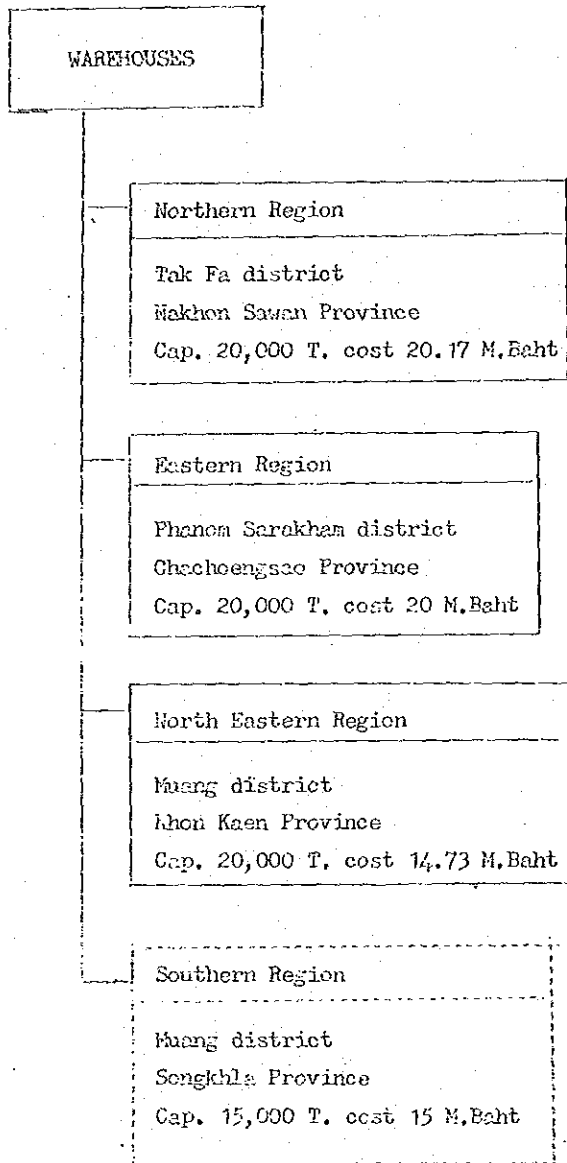 WAREHOUSES
Northern Region
Tak Fa district
Nakhon Sawan Province
Cap. 20,000 T. cost 20.17 M.Baht
Eastern Region
Phanom Sarakham district
Chachoengsao Province
Cap. 20,000 T. cost 20 M.Baht
North Eastern Region
Muang district
Khon Kaen Province
Cap. 20,000 T. cost 14.73 M.Baht
Southern Region
Muang district
Songkhla Province
Cap. 15,000 T. cost 15 M.Baht